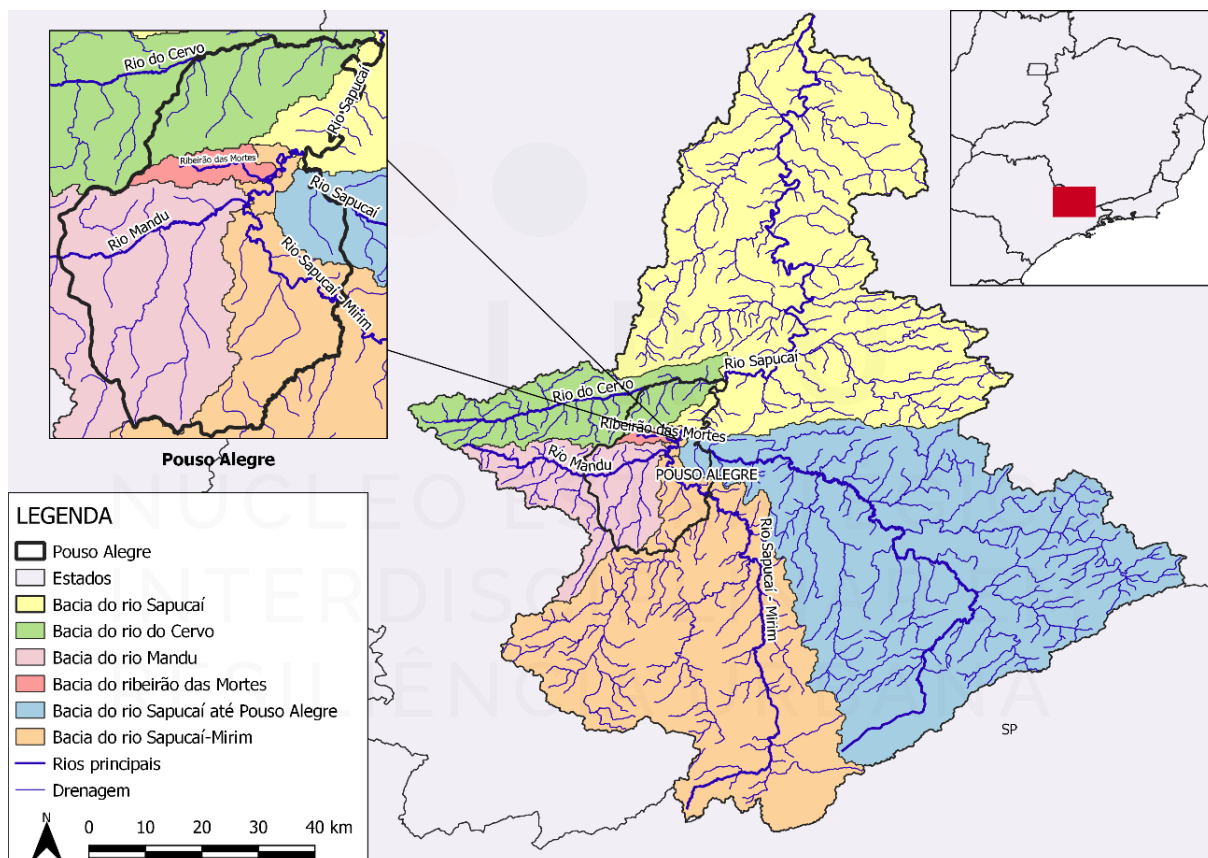 Rio do Cervo
Rio Sapucaí
Ribeirão das Mortes
Rio Sapucaí
Rio Mandu
Rio Sapucaí - Mirim
Pouso Alegre
Rio Sapucaí
Rio do Cervo
Ribeirão das Mortes
Rio Mandu
POUSO ALEGRE
Rio Sapucaí - Mirim
SP
LEGENDA
Pouso Alegre
Estados
Bacia do rio Sapucaí
Bacia do rio do Cervo
Bacia do rio Mandu
Bacia do ribeirão das Mortes
Bacia do rio Sapucaí até Pouso Alegre
Bacia do rio Sapucaí-Mirim
Rios principais
Drenagem
N
0 10 20 30 40 km